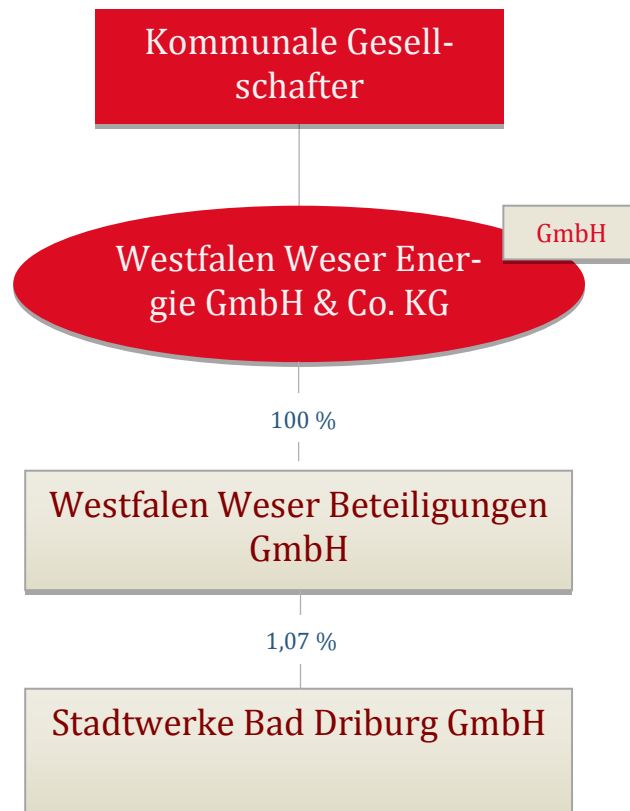 Kommunale Gesell-
schafter
GmbH
Westfalen Weser Ener-
gie GmbH & Co. KG
100 %
Westfalen Weser Beteiligungen
GmbH
1,07 %
Stadtwerke Bad Driburg GmbH